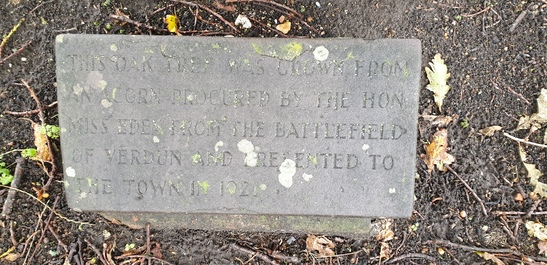 THIS OAK TREE WAS GROWN FROM
AN ACORN PROCURED BY THE HON
MISS EDEN FROM THE BATTLEFIELD
OF VERDUN AND PRESENTED TO
THE TOWN IN